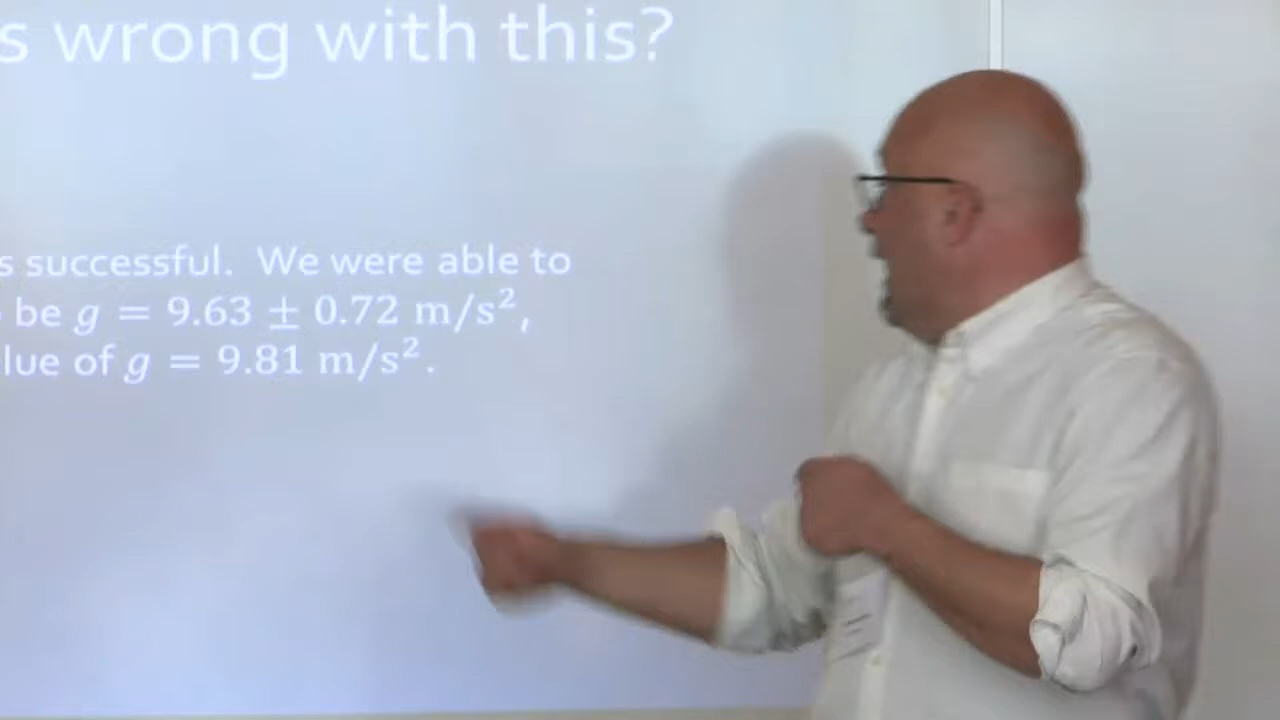 s wrong with this?
s successful. We were able to
be g = 9.63 ± 0.72 m/s²,
lue of g = 9.81 m/s².